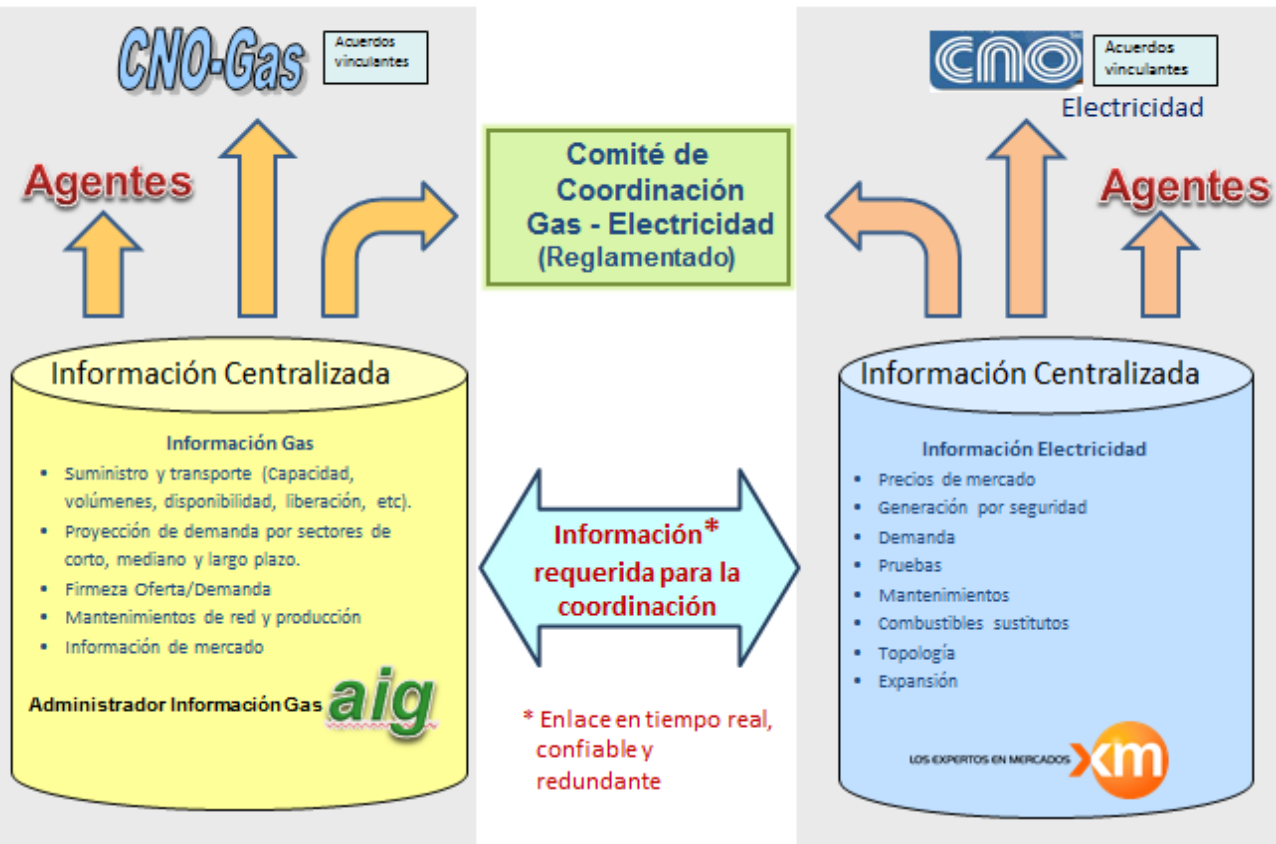 CNO-Gas
Acuerdos
vinculantes
Agentes
Información Centralizada
Información Gas
• Suministro y transporte (Capacidad,
volúmenes, disponibilidad, liberación, etc).
• Proyección de demanda por sectores de
corto, mediano y largo plazo.
• Firmeza Oferta/Demanda
• Mantenimientos de red y producción
• Información de mercado
Administrador Información Gas aig
Comité de
Coordinación
Gas - Electricidad
(Reglamentado)
Información*
requerida para la
coordinación
* Enlace en tiempo real,
confiable y
redundante
cno
Acuerdos
vinculantes
Electricidad
Agentes
Información Centralizada
Información Electricidad
• Precios de mercado
• Generación por seguridad
• Demanda
• Pruebas
• Mantenimientos
• Combustibles sustitutos
• Topología
• Expansión
LOS EXPERTOS EN MERCADOS xm